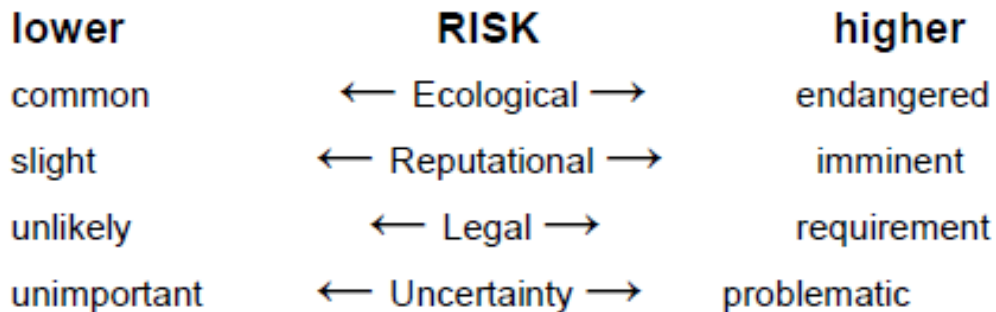 lower RISK higher
common ← Ecological → endangered
slight ← Reputational → imminent
unlikely ← Legal → requirement
unimportant ← Uncertainty → problematic